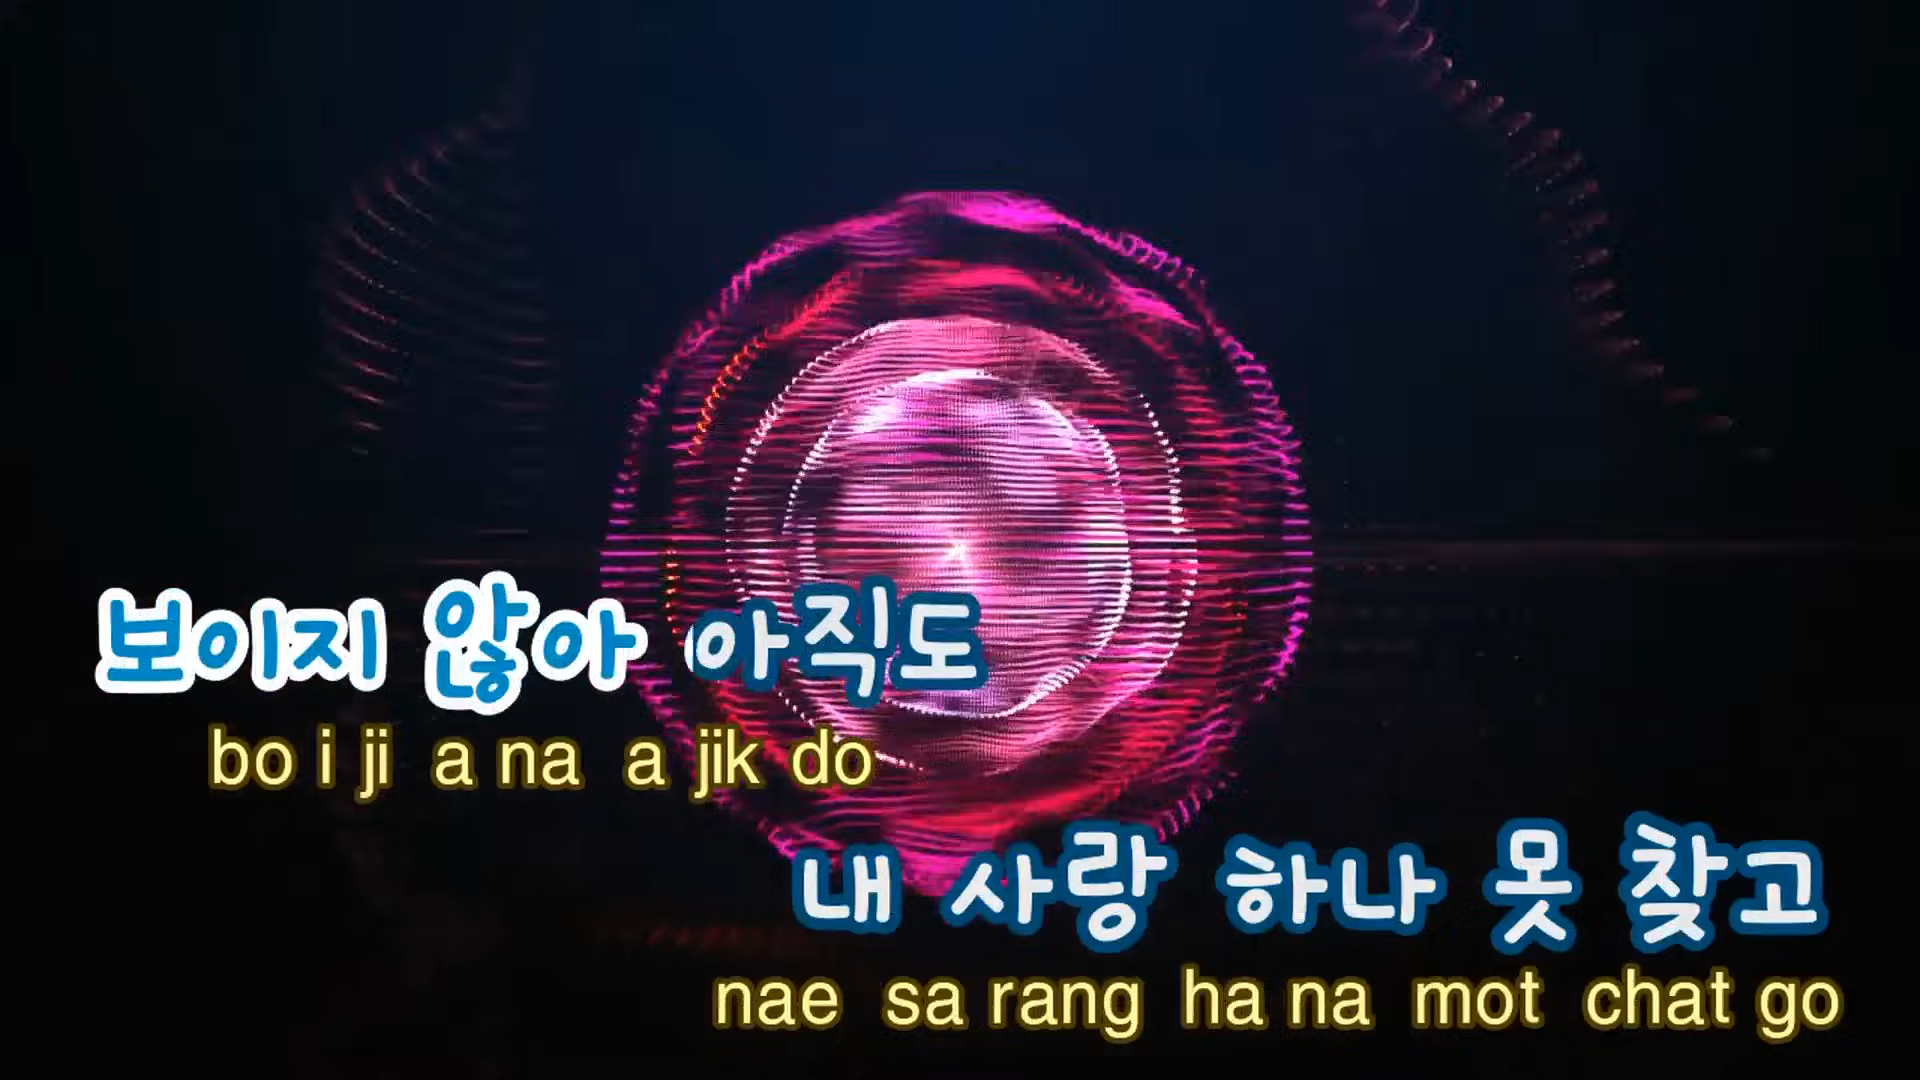 보이지 않아 아직도
bo i ji a na a jik do
내 사랑 하나 못 찾고
nae sa rang ha na mot chat go